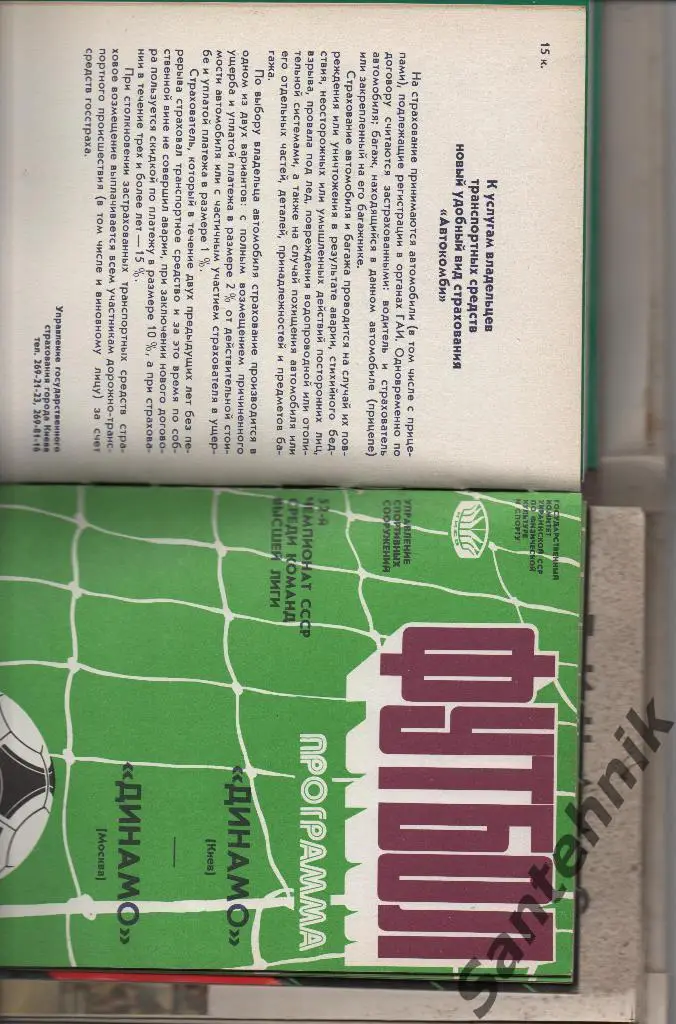 15 к.
К услугам владельцев
транспортных средств
новый удобный вид страхования
«Автокомби»
На страхование принимаются автомобили (в том числе с прице-
пами), подлежащие регистрации в органах ГАИ. Одновременно по
договору считаются застрахованными: водитель и страхователь
автомобиля; багаж, находящийся в данном автомобиле (прицепе)
или закрепленный на его багажнике.
Страхование автомобиля и багажа проводится на случай их пов-
реждения или уничтожения в результате аварии, стихийного бед-
ствия, неосторожных или умышленных действий посторонних лиц,
взрыва, провала под лед, повреждения водопроводной или отопи-
тельной системами, а также на случай похищения автомобиля или
его отдельных частей, деталей, принадлежностей и предметов ба-
гажа.
По выбору владельца автомобиля страхование производится в
одном из двух вариантов: с полным возмещением причиненного
ущерба и уплатой платежа в размере 2% от действительной стои-
мости автомобиля или с частичным участием страхователя в ущер-
бе и уплатой платежа в размере 1%.
Страхователь, который в течение двух предыдущих лет без пе-
рерыва страховал транспортное средство и за это время по соб-
ственной вине не совершил аварии, при заключении нового догово-
ра пользуется скидкой по платежу в размере 10%, а при страхова-
нии в течение трех и более лет — 15%.
При столкновении застрахованных транспортных средств стра-
ховое возмещение выплачивается всем участникам дорожно-транс-
портного происшествия (в том числе и виновному лицу) за счет
средств госстраха.
Управление государственного
страхования города Киева
тел. 269-21-23, 269-81-16
ГОСУДАРСТВЕННЫЙ
КОМИТЕТ
УКРАИНСКОЙ ССР
ПО ФИЗИЧЕСКОЙ
КУЛЬТУРЕ
И СПОРТУ
КИЕВ
УПРАВЛЕНИЕ
СПОРТИВНЫХ
СООРУЖЕНИЙ
52-Й
ЧЕМПИОНАТ СССР
СРЕДИ КОМАНД
ВЫСШЕЙ ЛИГИ
ФУТБОЛ
ПРОГРАММА
«ДИНАМО»
(Киев)
—
«ДИНАМО»
(Москва)
Santehnik